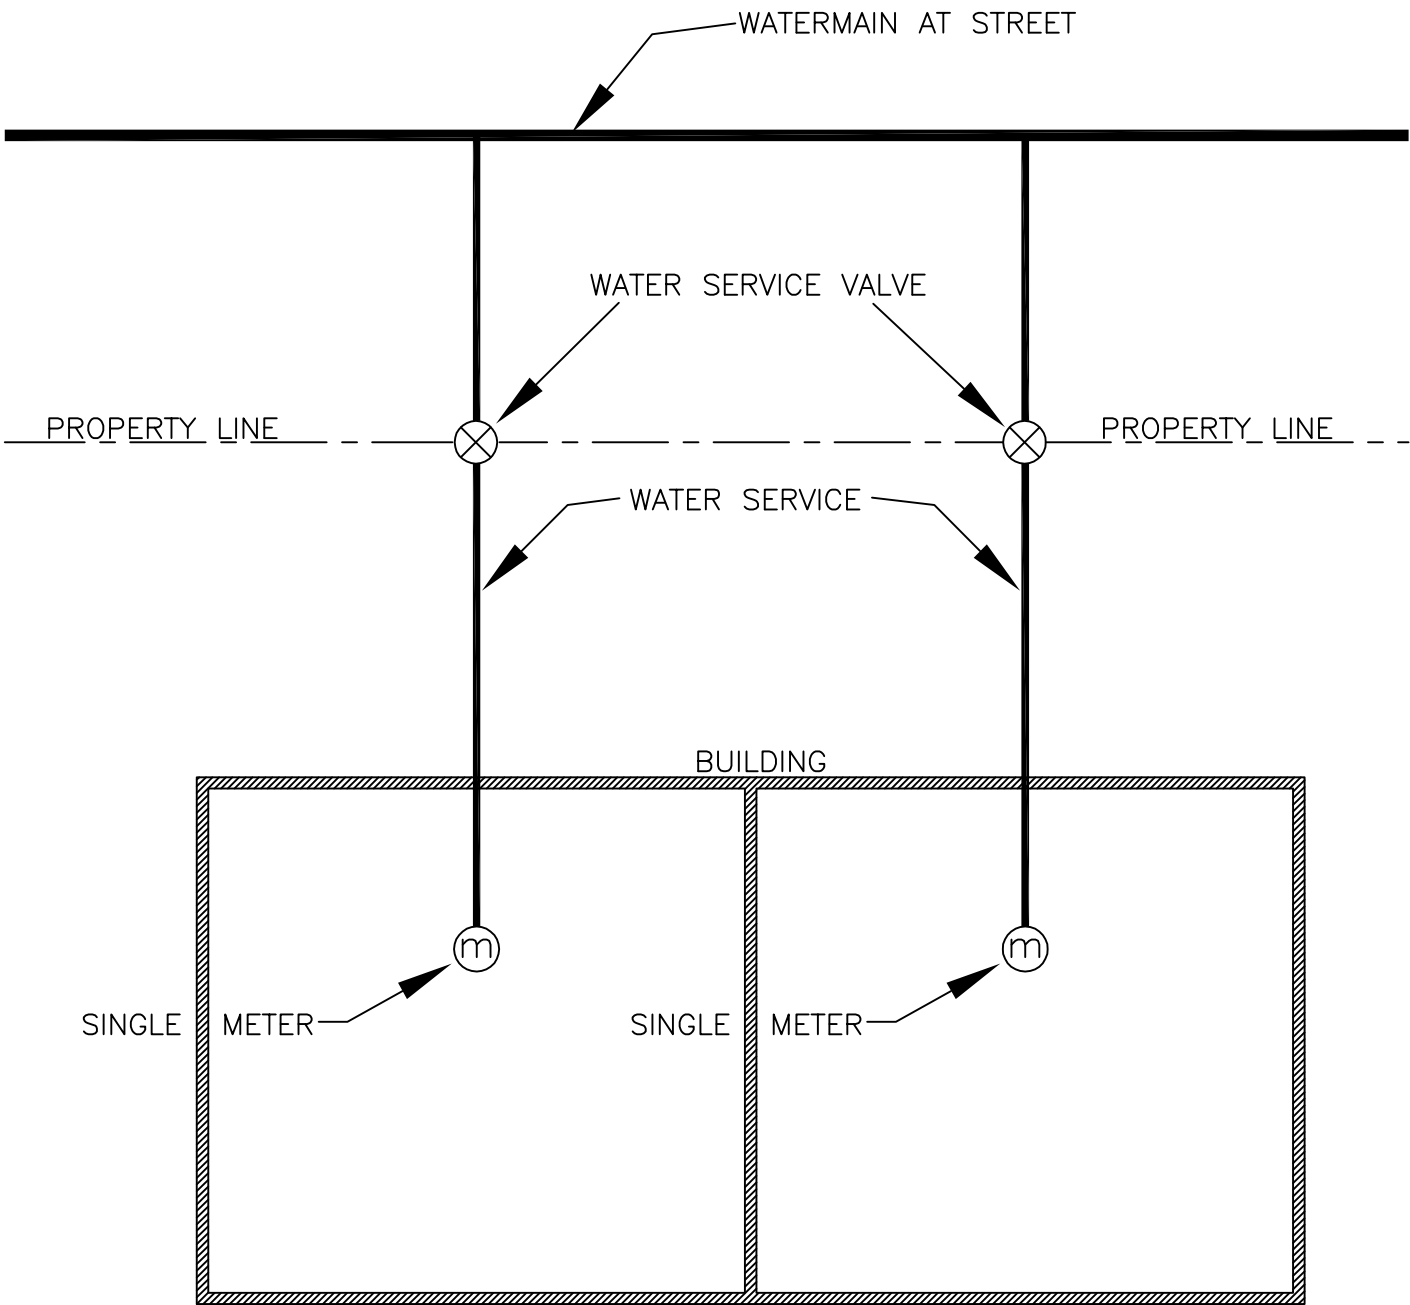 WATERMAIN AT STREET
WATER SERVICE VALVE
PROPERTY LINE
PROPERTY LINE
WATER SERVICE
BUILDING
m
m
SINGLE METER
SINGLE METER